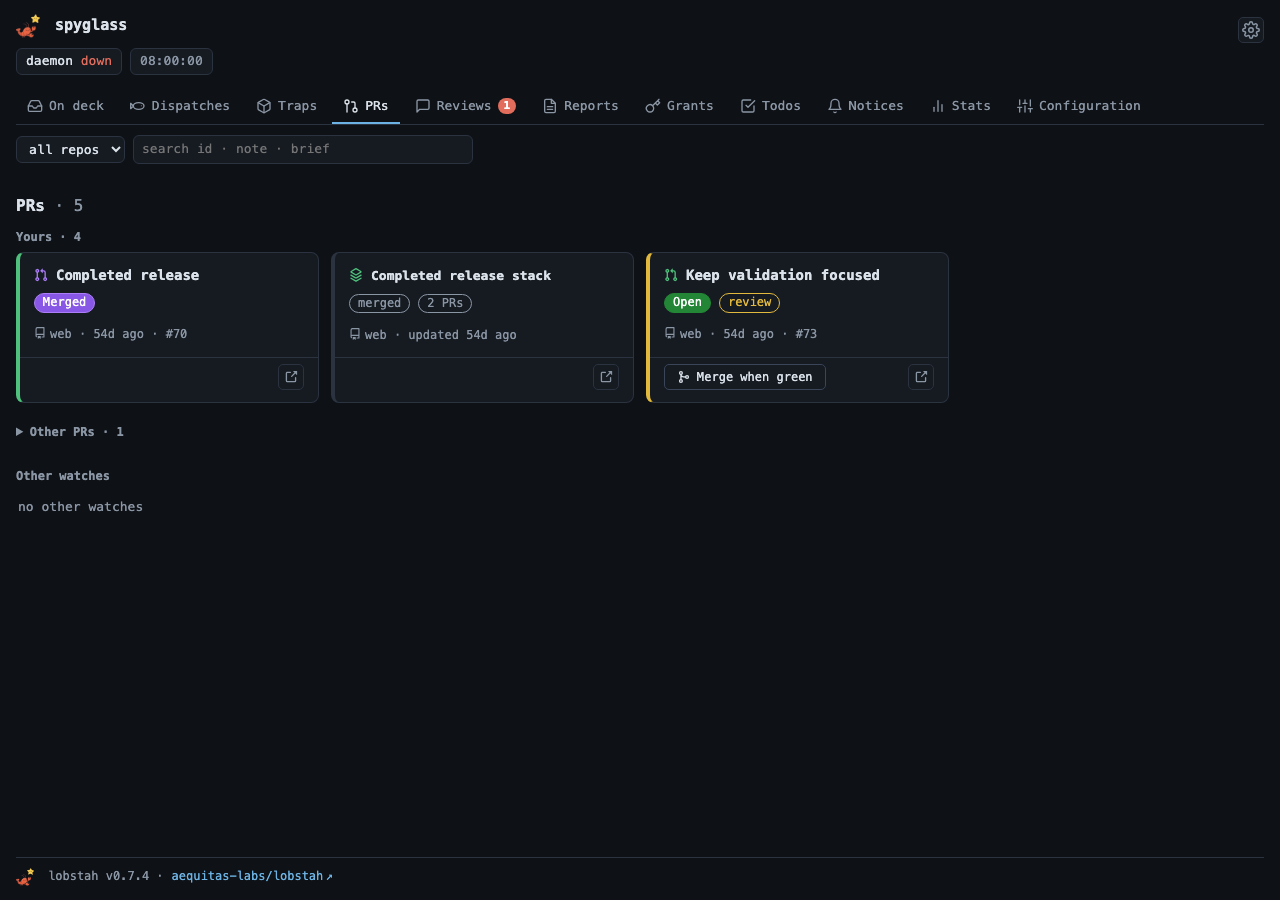 spyglass
daemon down 08:00:00
On deck Dispatches Traps PRs Reviews 1 Reports Grants Todos Notices Stats Configuration
all repos search id · note · brief
PRs · 5
Yours · 4
Completed release
Merged
web · 54d ago · #70
Completed release stack
merged 2 PRs
web · updated 54d ago
Keep validation focused
Open review
web · 54d ago · #73
Merge when green
Other PRs · 1
Other watches
no other watches
lobstah v0.7.4 · aequitas-labs/lobstah↗